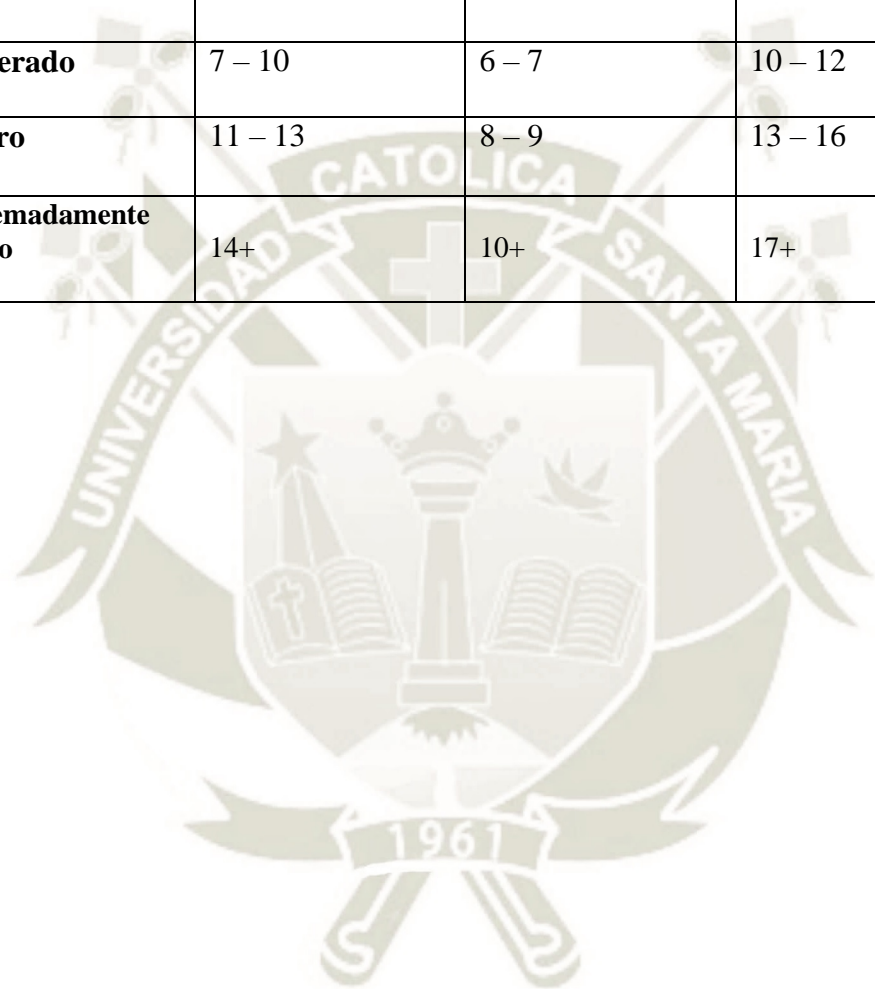 erado 7 – 10 6 – 7 10 – 12
ro 11 – 13 8 – 9 13 – 16
emadamente
o 14+ 10+ 17+
UNIVERSIDAD CATOLICA SANTA MARIA
1961